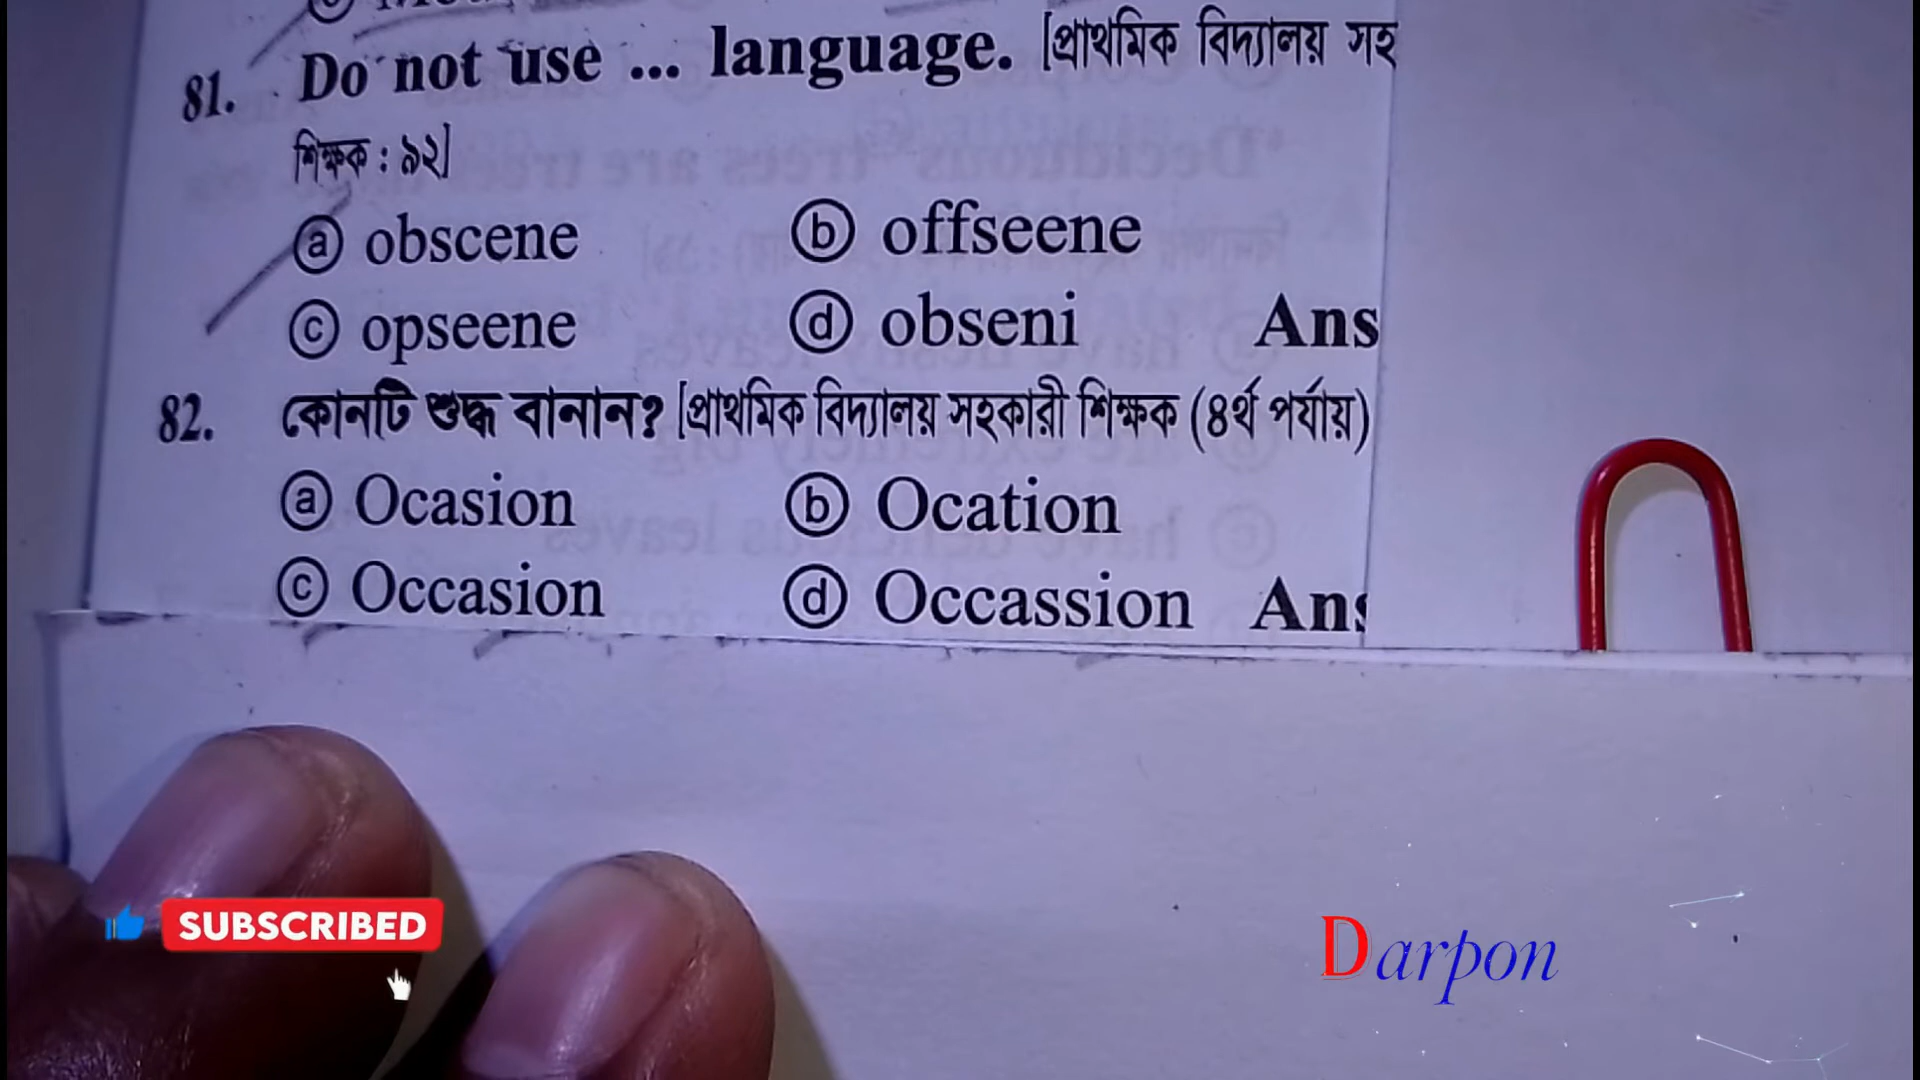 81. Do not use ... language. [প্রাথমিক বিদ্যালয় সহ
শিক্ষক : ৯২]
ⓐ obscene ⓑ offseene
ⓒ opseene ⓓ obseni Ans
82. কোনটি শুদ্ধ বানান? [প্রাথমিক বিদ্যালয় সহকারী শিক্ষক (৪র্থ পর্যায়)
ⓐ Ocasion ⓑ Ocation
ⓒ Occasion ⓓ Occassion Ans
SUBSCRIBED
Darpon